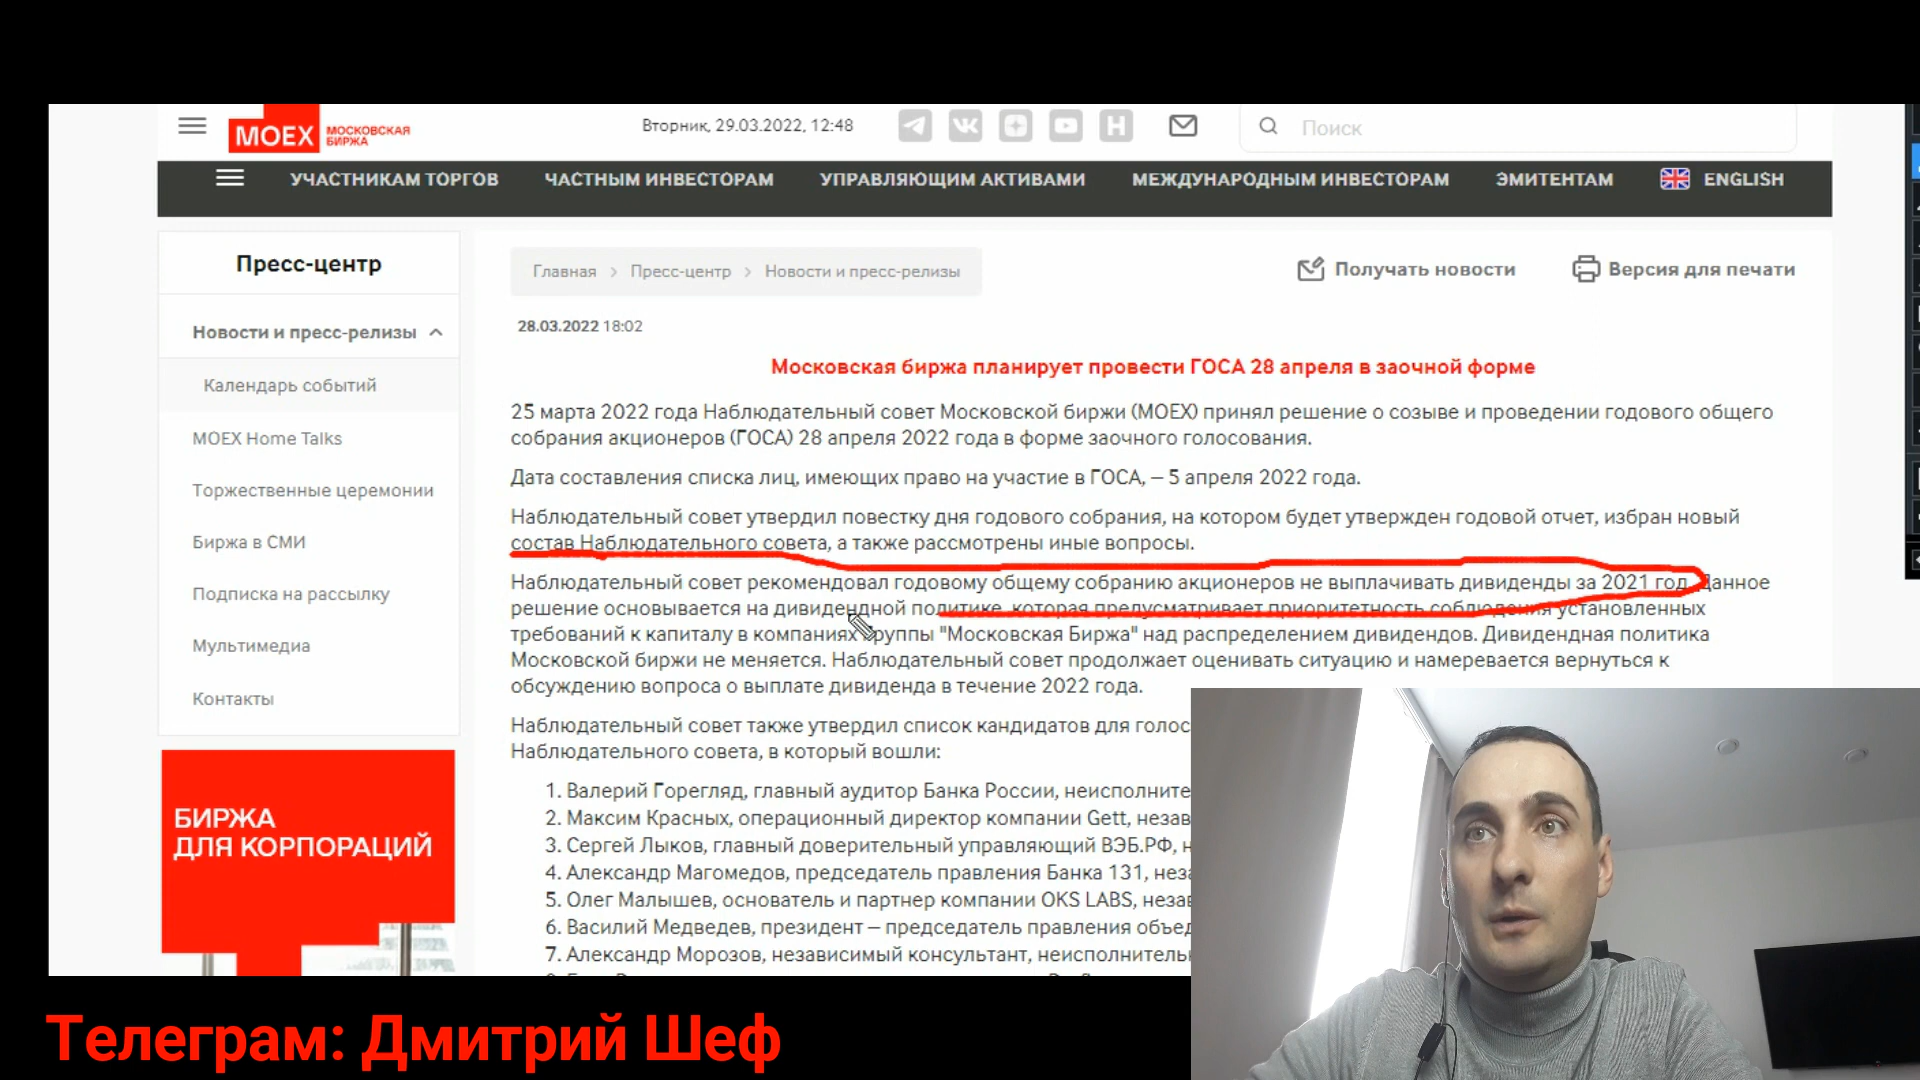 MOEX МОСКОВСКАЯ БИРЖА
Вторник, 29.03.2022, 12:48
Поиск
УЧАСТНИКАМ ТОРГОВ ЧАСТНЫМ ИНВЕСТОРАМ УПРАВЛЯЮЩИМ АКТИВАМИ МЕЖДУНАРОДНЫМ ИНВЕСТОРАМ ЭМИТЕНТАМ ENGLISH
Пресс-центр
Новости и пресс-релизы
Календарь событий
MOEX Home Talks
Торжественные церемонии
Биржа в СМИ
Подписка на рассылку
Мультимедиа
Контакты
БИРЖА
ДЛЯ КОРПОРАЦИЙ
Главная > Пресс-центр > Новости и пресс-релизы
Получать новости
Версия для печати
28.03.2022 18:02
Московская биржа планирует провести ГОСА 28 апреля в заочной форме
25 марта 2022 года Наблюдательный совет Московской биржи (MOEX) принял решение о созыве и проведении годового общего
собрания акционеров (ГОСА) 28 апреля 2022 года в форме заочного голосования.
Дата составления списка лиц, имеющих право на участие в ГОСА, – 5 апреля 2022 года.
Наблюдательный совет утвердил повестку дня годового собрания, на котором будет утвержден годовой отчет, избран новый
состав Наблюдательного совета, а также рассмотрены иные вопросы.
Наблюдательный совет рекомендовал годовому общему собранию акционеров не выплачивать дивиденды за 2021 год. Данное
решение основывается на дивидендной политике, которая предусматривает приоритетность соблюдения установленных
требований к капиталу в компаниях группы "Московская Биржа" над распределением дивидендов. Дивидендная политика
Московской биржи не меняется. Наблюдательный совет продолжает оценивать ситуацию и намеревается вернуться к
обсуждению вопроса о выплате дивиденда в течение 2022 года.
Наблюдательный совет также утвердил список кандидатов для голос
Наблюдательного совета, в который вошли:
1. Валерий Горегляд, главный аудитор Банка России, неисполните
2. Максим Красных, операционный директор компании Gett, незав
3. Сергей Лыков, главный доверительный управляющий ВЭБ.РФ, н
4. Александр Магомедов, председатель правления Банка 131, неза
5. Олег Малышев, основатель и партнер компании OKS LABS, незав
6. Василий Медведев, президент – председатель правления объед
7. Александр Морозов, независимый консультант, неисполнительн
Телеграм: Дмитрий Шеф